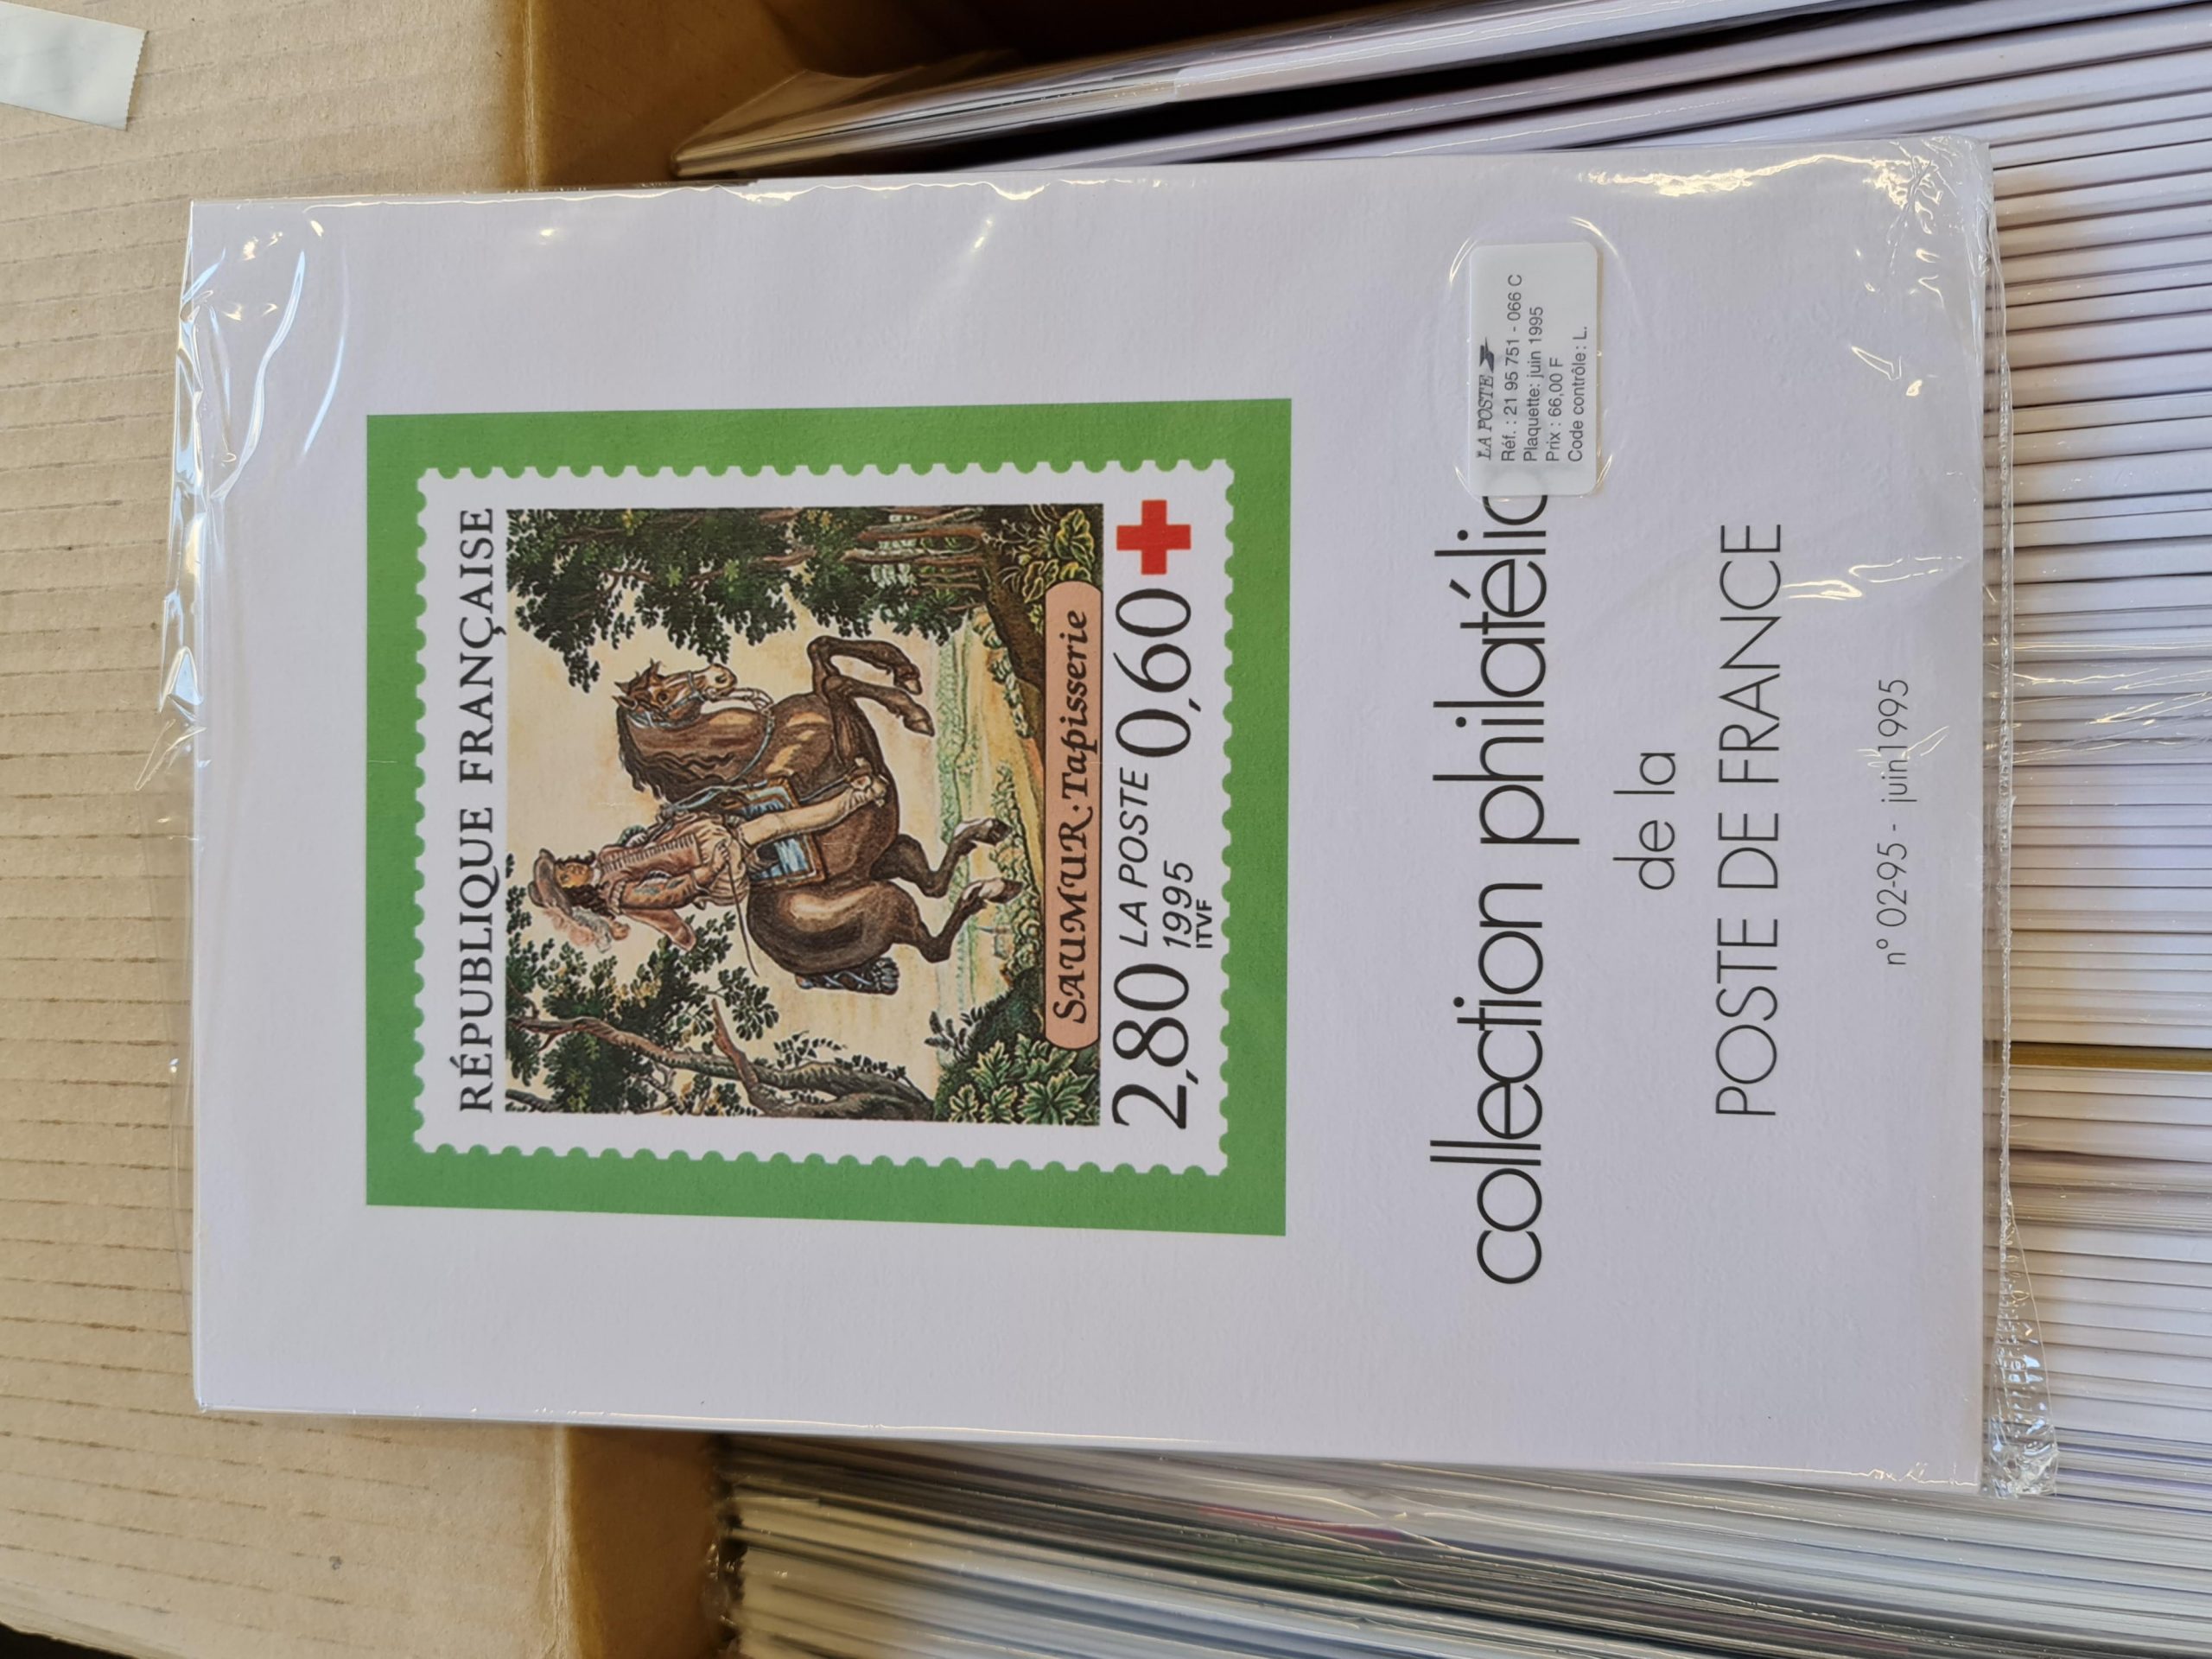 RÉPUBLIQUE FRANÇAISE
SAUMUR: Tapisserie
2,80 LA POSTE 0,60
1995
ITVF
LA POSTE
Réf. : 21 95 751 - 066 C
Plaquette: juin 1995
Prix : 66,00 F
Code contrôle: L.
collection philatélic
de la
POSTE DE FRANCE
n° 02-95 - juin 1995